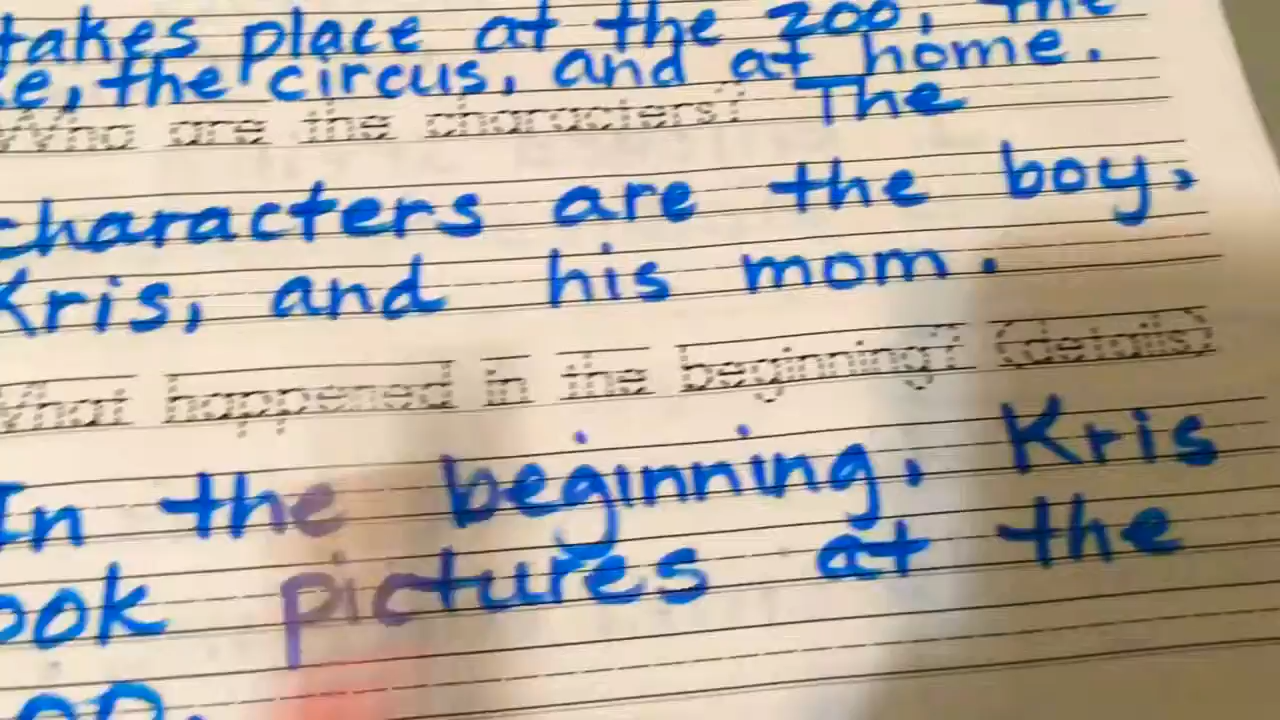 takes place at the zoo, the
e, the circus, and at home.
Who are the characters? The
characters are the boy,
Kris, and his mom.
What happened in the beginning? (details)
In the beginning, Kris
ook pictures at the